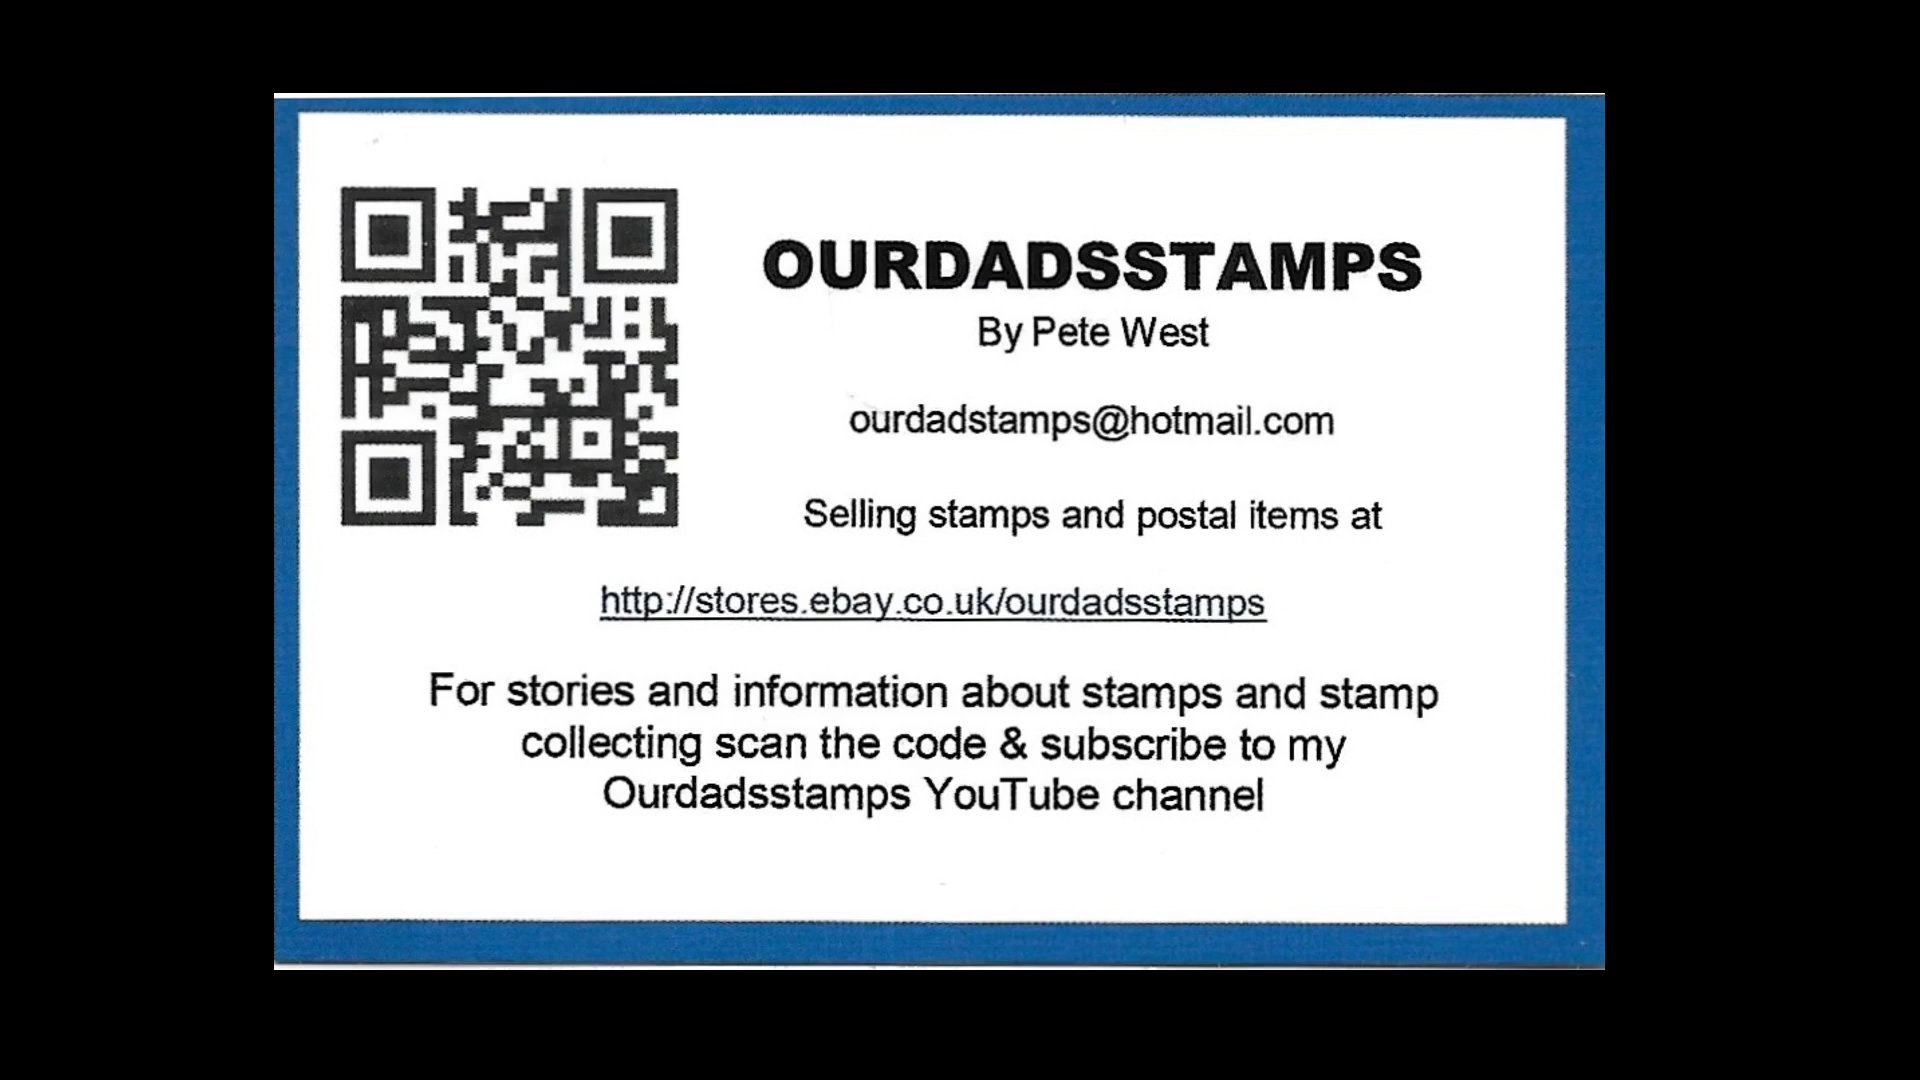 OURDADSSTAMPS
By Pete West
ourdadstamps@hotmail.com
Selling stamps and postal items at
http://stores.ebay.co.uk/ourdadsstamps
For stories and information about stamps and stamp
collecting scan the code & subscribe to my
Ourdadsstamps YouTube channel